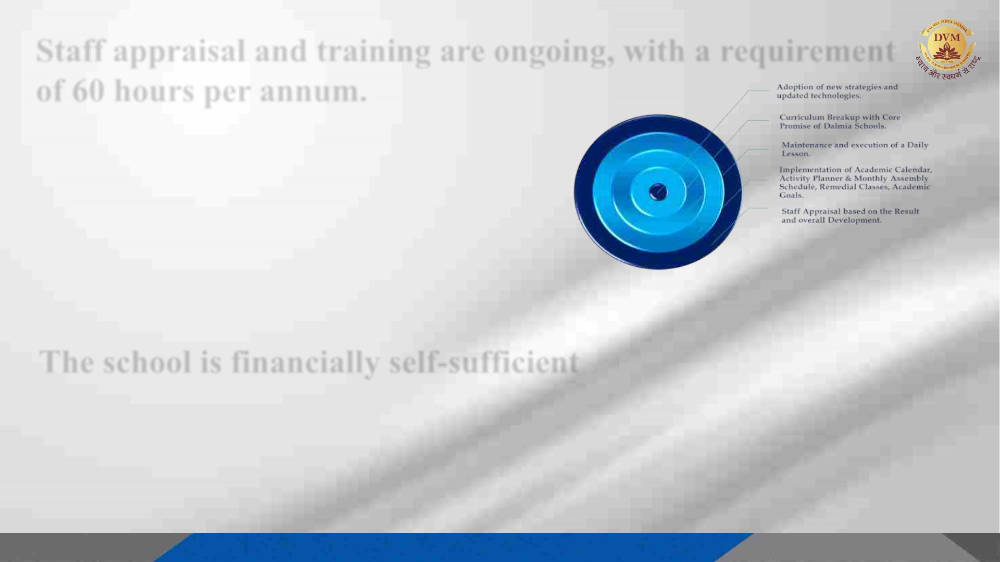 Staff appraisal and training are ongoing, with a requirement
of 60 hours per annum.
DALMIA VIDYA MANDIR
DVM
न्याय और स्वधर्म से राष्ट्र
Adoption of new strategies and
updated technologies.
Curriculum Breakup with Core
Promise of Dalmia Schools.
Maintenance and execution of a Daily
Lesson.
Implementation of Academic Calendar,
Activity Planner & Monthly Assembly
Schedule, Remedial Classes, Academic
Goals.
Staff Appraisal based on the Result
and overall Development.
The school is financially self-sufficient